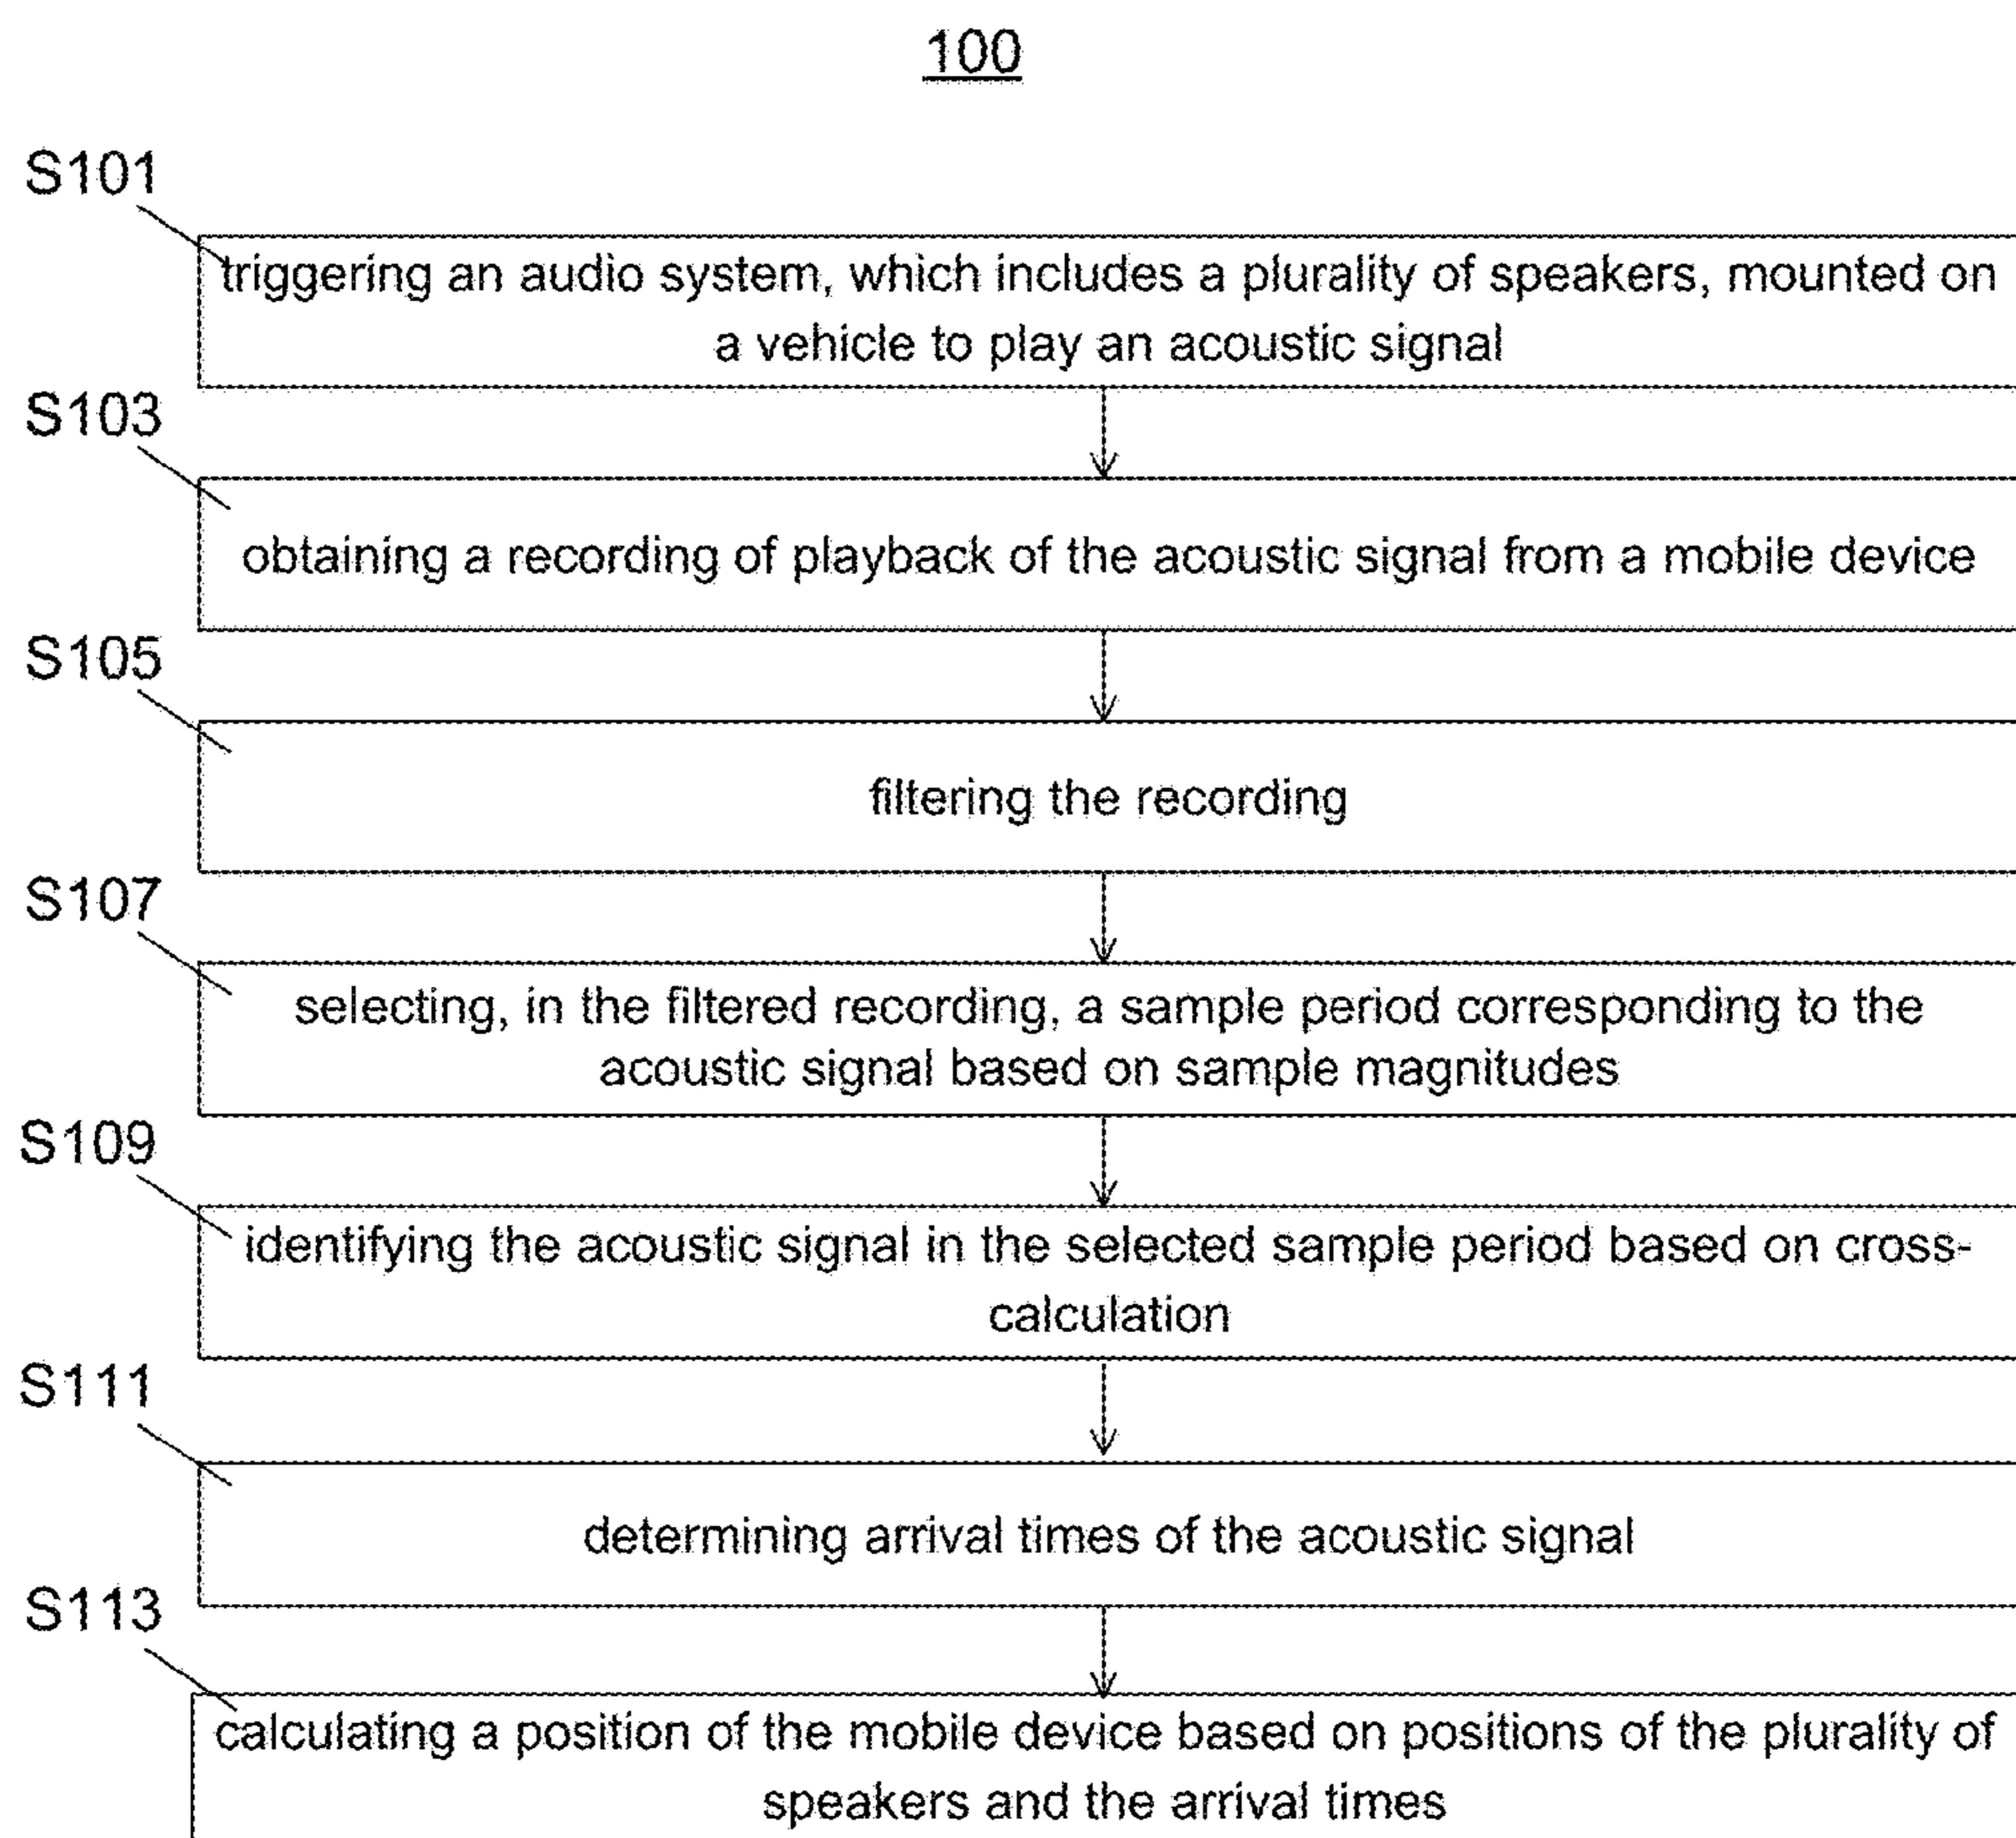 100
S101
triggering an audio system, which includes a plurality of speakers, mounted on
a vehicle to play an acoustic signal
S103
obtaining a recording of playback of the acoustic signal from a mobile device
S105
filtering the recording
S107
selecting, in the filtered recording, a sample period corresponding to the
acoustic signal based on sample magnitudes
S109
identifying the acoustic signal in the selected sample period based on cross-
calculation
S111
determining arrival times of the acoustic signal
S113
calculating a position of the mobile device based on positions of the plurality of
speakers and the arrival times